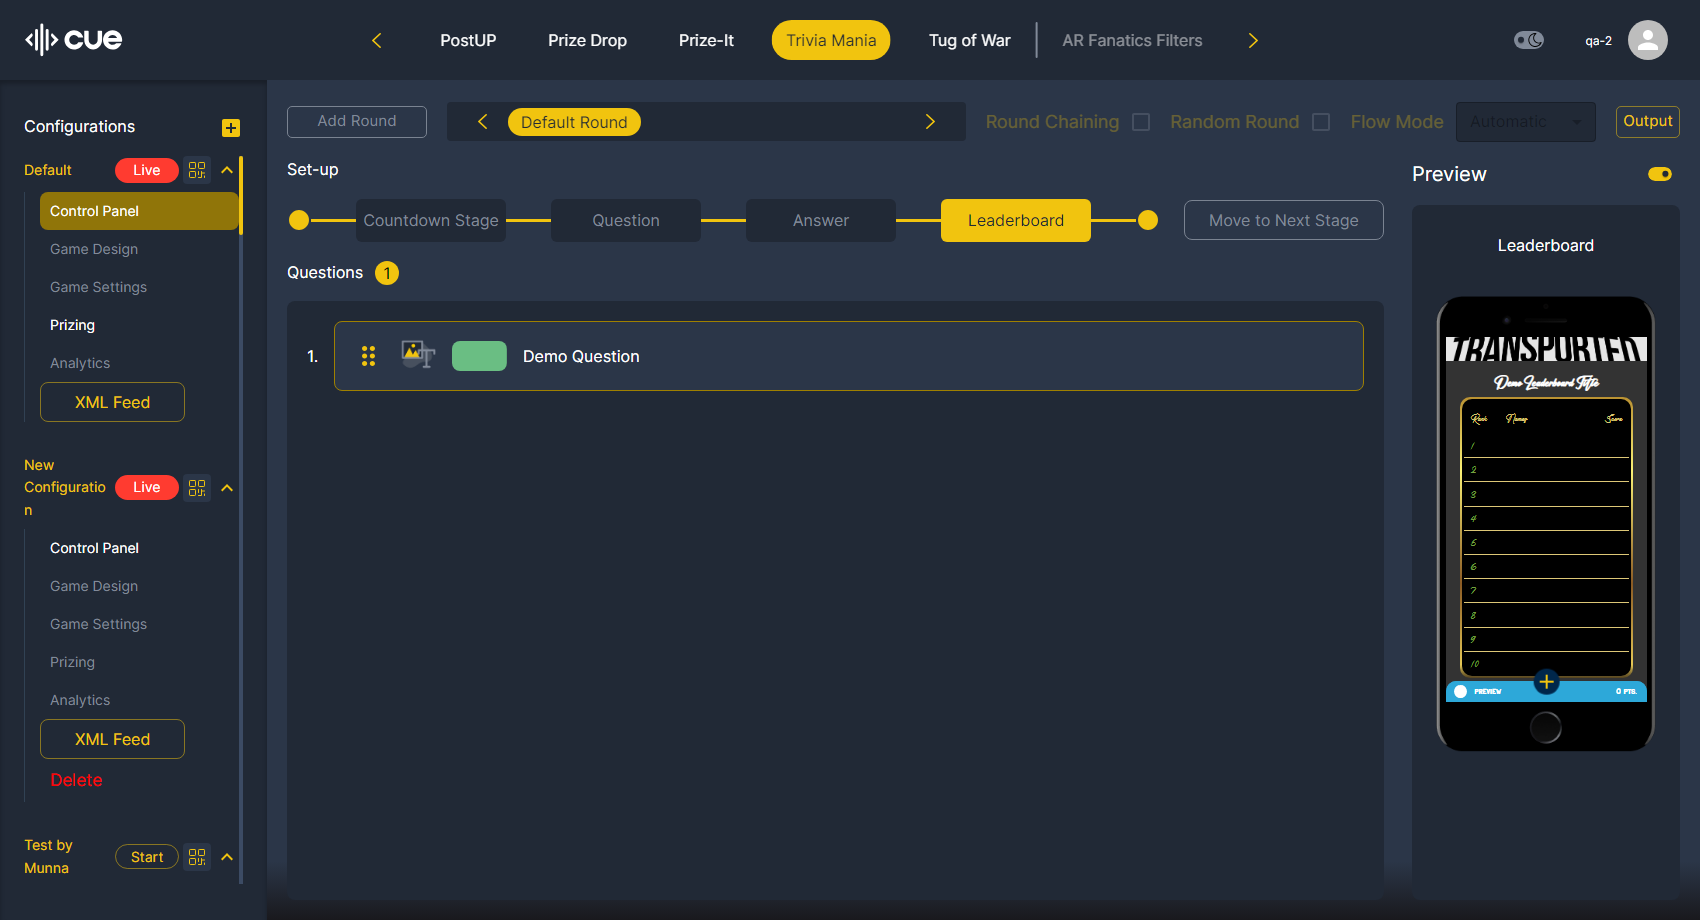 cue
PostUP
Prize Drop
Prize-It
Trivia Mania
Tug of War
AR Fanatics Filters
qa-2
Configurations
Default
Live
Control Panel
Game Design
Game Settings
Prizing
Analytics
XML Feed
New
Configuratio
n
Live
Control Panel
Game Design
Game Settings
Prizing
Analytics
XML Feed
Delete
Test by
Munna
Start
Add Round
Default Round
Round Chaining
Random Round
Flow Mode
Automatic
Output
Set-up
Countdown Stage
Question
Answer
Leaderboard
Move to Next Stage
Questions 1
1.
Demo Question
Preview
Leaderboard
TRANSPORTED
Demo Leaderboard Title
Rank Names Score
1
2
3
4
5
6
7
8
9
10
PREVIEW
0 PTS.